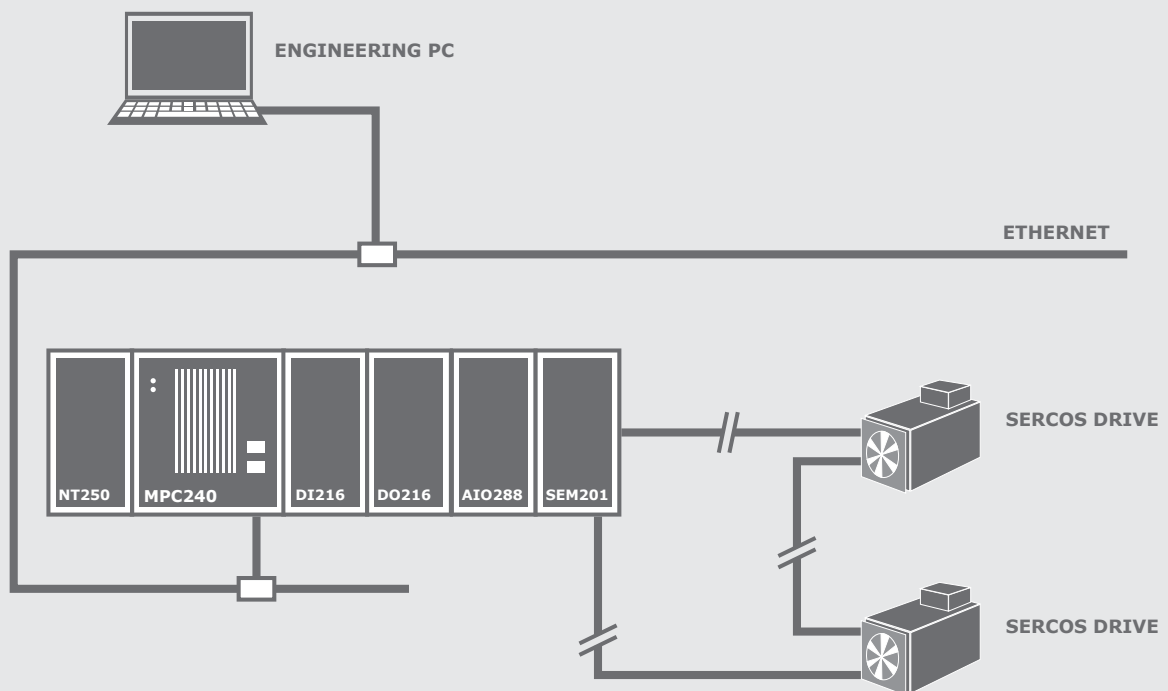 ENGINEERING PC
ETHERNET
NT250
MPC240
DI216
DO216
AIO288
SEM201
SERCOS DRIVE
SERCOS DRIVE